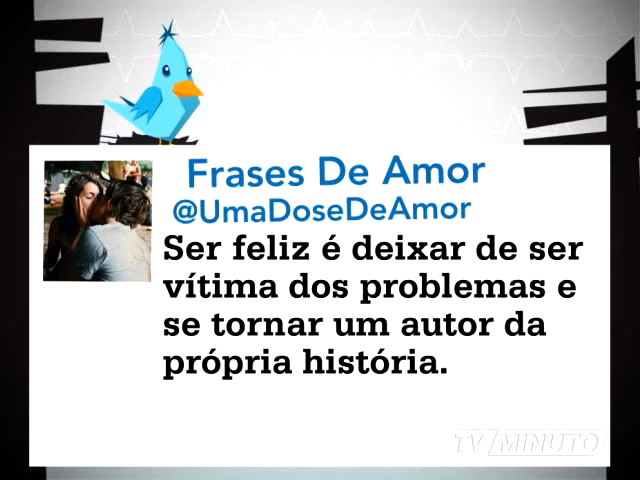 Frases De Amor
@UmaDoseDeAmor
Ser feliz é deixar de ser
vítima dos problemas e
se tornar um autor da
própria história.
TV MINUTO